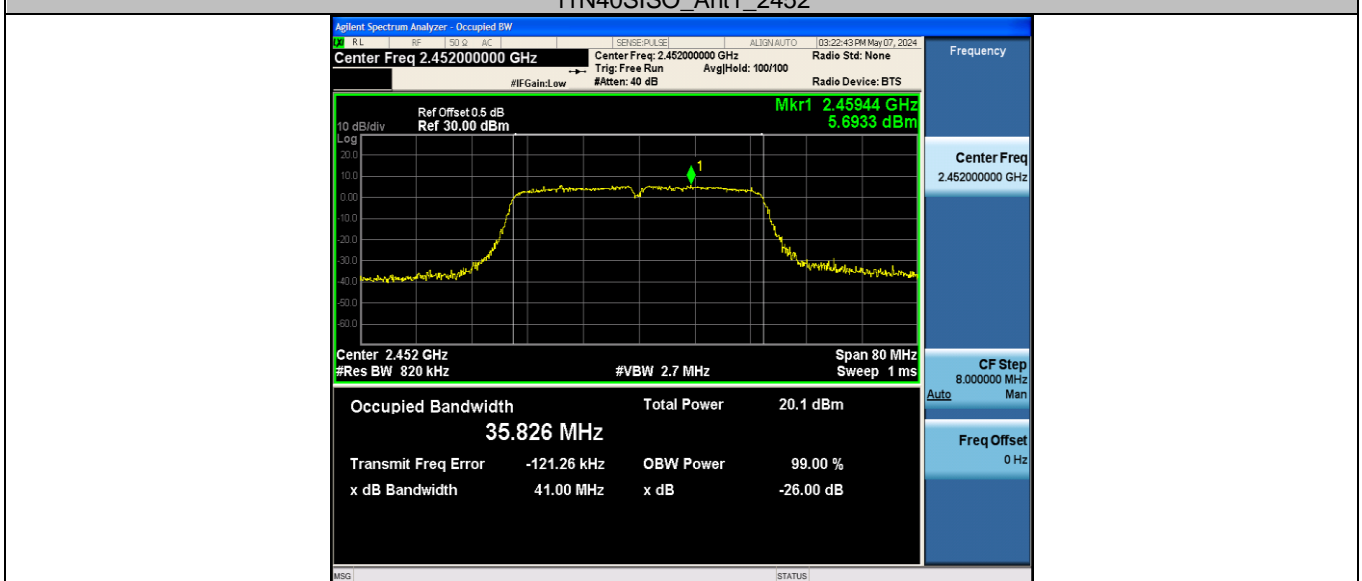 11N40SISO_Ant1_2452
Agilent Spectrum Analyzer - Occupied BW
RL RF 50 Ω AC SENSE:PULSE ALIGN AUTO 03:22:43 PM May 07, 2024
Center Freq 2.452000000 GHz
Center Freq: 2.452000000 GHz Radio Std: None
Trig: Free Run Avg|Hold: 100/100
#IFGain:Low #Atten: 40 dB Radio Device: BTS
Frequency
Mkr1 2.45944 GHz
5.6933 dBm
Ref Offset 0.5 dB
10 dB/div Ref 30.00 dBm
Log
20.0
10.0
0.00
-10.0
-20.0
-30.0
-40.0
-50.0
-60.0
1
Center Freq
2.452000000 GHz
Center 2.452 GHz Span 80 MHz
#Res BW 820 kHz #VBW 2.7 MHz Sweep 1 ms
CF Step
8.000000 MHz
Auto Man
Occupied Bandwidth Total Power 20.1 dBm
35.826 MHz
Transmit Freq Error -121.26 kHz OBW Power 99.00 %
x dB Bandwidth 41.00 MHz x dB -26.00 dB
Freq Offset
0 Hz
MSG STATUS